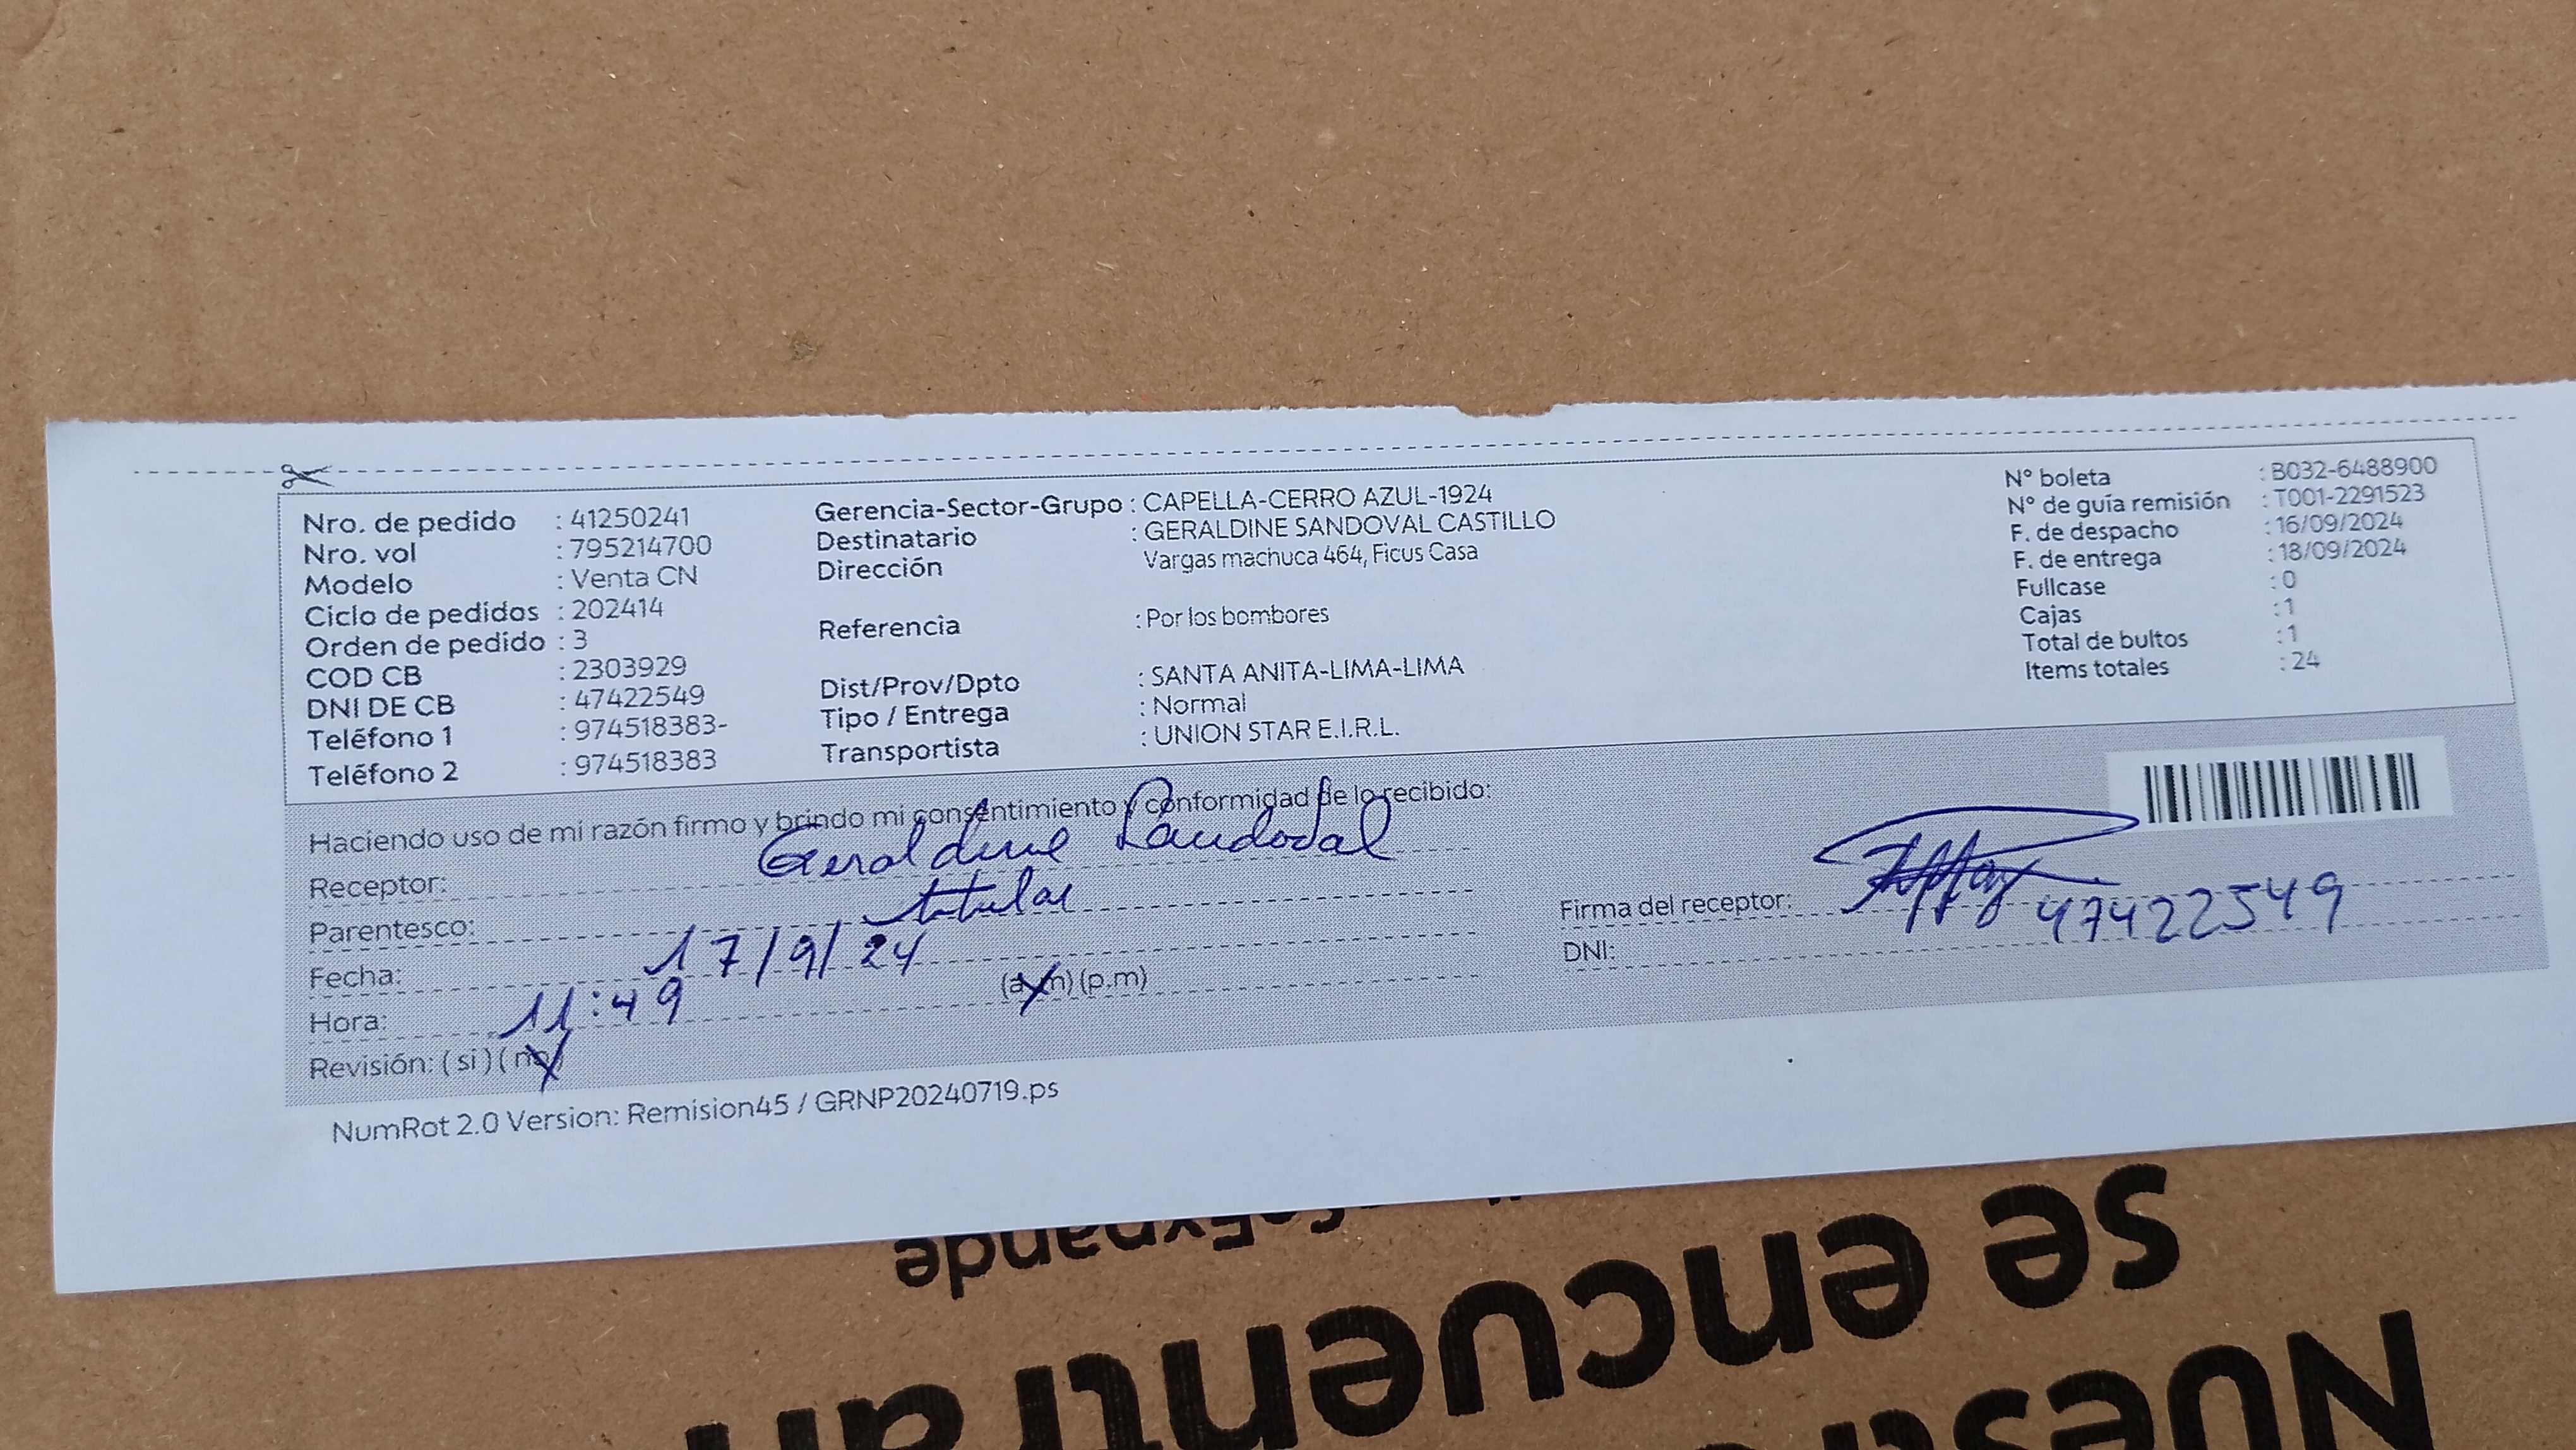 Nro. de pedido : 41250241
Nro. vol : 795214700
Modelo : Venta CN
Ciclo de pedidos : 202414
Orden de pedido : 3
COD CB : 2303929
DNI DE CB : 47422549
Teléfono 1 : 974518383-
Teléfono 2 : 974518383
Gerencia-Sector-Grupo : CAPELLA-CERRO AZUL-1924
Destinatario : GERALDINE SANDOVAL CASTILLO
Dirección Vargas machuca 464, Ficus Casa
Referencia : Por los bombores
Dist/Prov/Dpto : SANTA ANITA-LIMA-LIMA
Tipo / Entrega : Normal
Transportista : UNION STAR E.I.R.L.
N° boleta : B032-6488900
N° de guía remisión : T001-2291523
F. de despacho : 16/09/2024
F. de entrega : 18/09/2024
Fullcase : 0
Cajas : 1
Total de bultos : 1
Items totales : 24
Haciendo uso de mi razón firmo y brindo mi consentimiento y conformidad de lo recibido:
Receptor: Geraldine Sandoval
Parentesco: titular
Fecha: 17/9/24
Hora: 11:49 (a.m) (p.m)
Revisión: ( si ) ( no )
Firma del receptor:
DNI: 47422549
NumRot 2.0 Version: Remision45 / GRNP20240719.ps
Expande
se encuentran